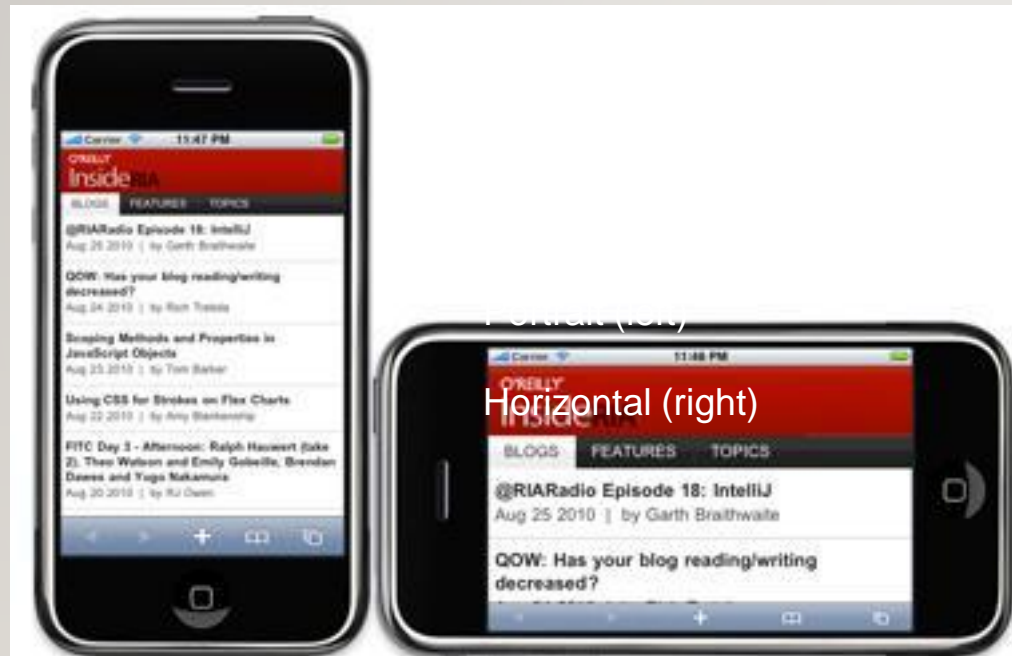 Carrier 11:47 PM
O'REILLY
InsideRIA
BLOGS FEATURES TOPICS
@RIARadio Episode 18: IntelliJ
Aug 25 2010 | by Garth Braithwaite
QOW: Has your blog reading/writing
decreased?
Aug 24 2010 | by Rich Tretola
Scoping Methods and Properties in
JavaScript Objects
Aug 23 2010 | by Tom Barker
Using CSS for Strokes on Flex Charts
Aug 22 2010 | by Amy Blankenship
FITC Day 3 - Afternoon: Ralph Hauwert (take
2), Theo Watson and Emily Gobeille, Brendan
Dawes and Yugo Nakamura
Aug 20 2010 | by RJ Owen
Portrait (left)
Horizontal (right)
Carrier 11:46 PM
O'REILLY
InsideRIA
BLOGS FEATURES TOPICS
@RIARadio Episode 18: IntelliJ
Aug 25 2010 | by Garth Braithwaite
QOW: Has your blog reading/writing
decreased?